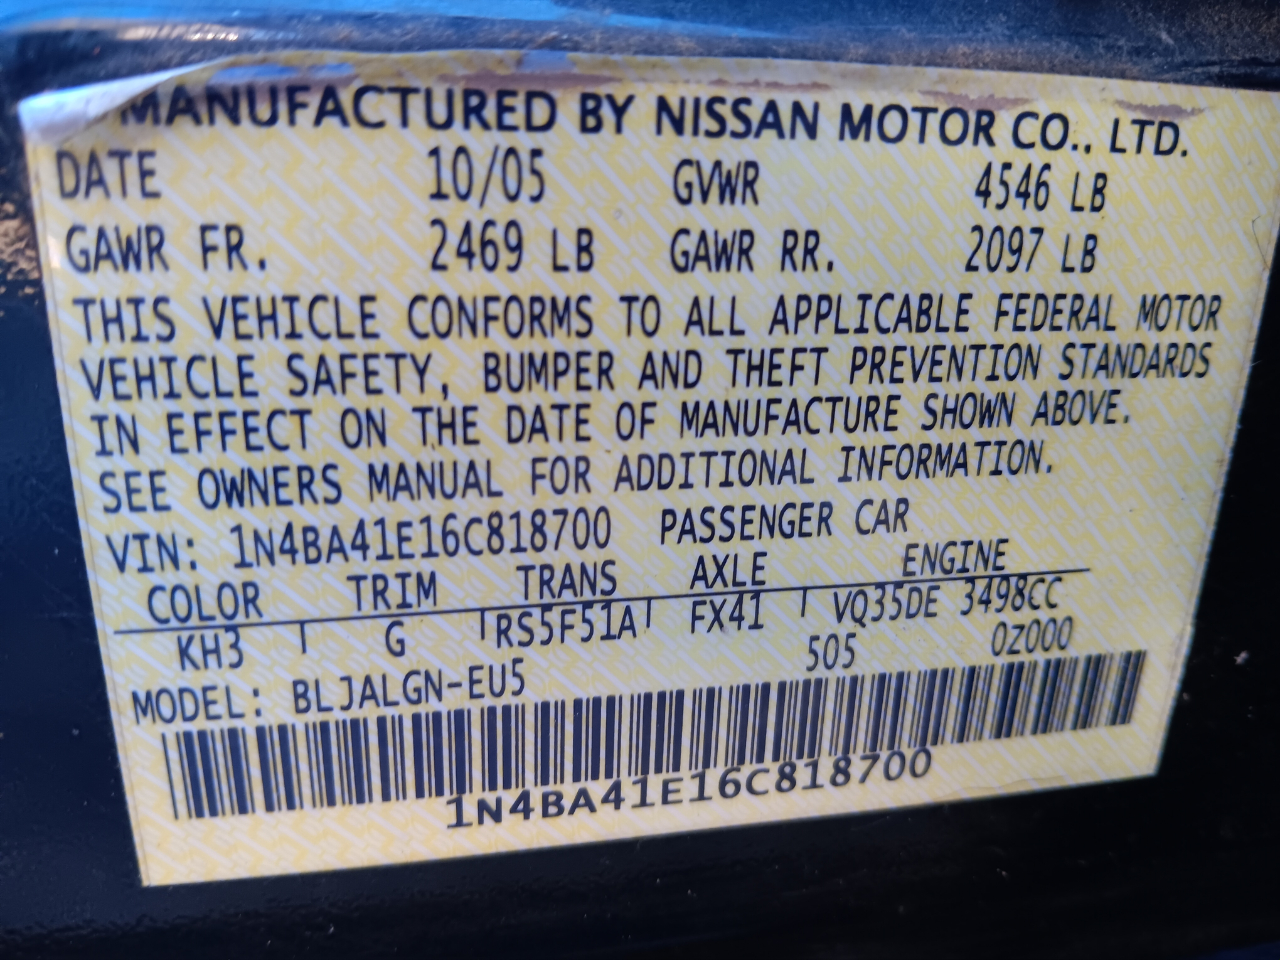 MANUFACTURED BY NISSAN MOTOR CO., LTD.
DATE 10/05 GVWR 4546 LB
GAWR FR. 2469 LB GAWR RR. 2097 LB
THIS VEHICLE CONFORMS TO ALL APPLICABLE FEDERAL MOTOR
VEHICLE SAFETY, BUMPER AND THEFT PREVENTION STANDARDS
IN EFFECT ON THE DATE OF MANUFACTURE SHOWN ABOVE.
SEE OWNERS MANUAL FOR ADDITIONAL INFORMATION.
VIN: 1N4BA41E16C818700 PASSENGER CAR
COLOR TRIM TRANS AXLE ENGINE
KH3 G RS5F51A FX41 VQ35DE 3498CC
MODEL: BLJALGN-EU5 505 0Z000
1N4BA41E16C818700